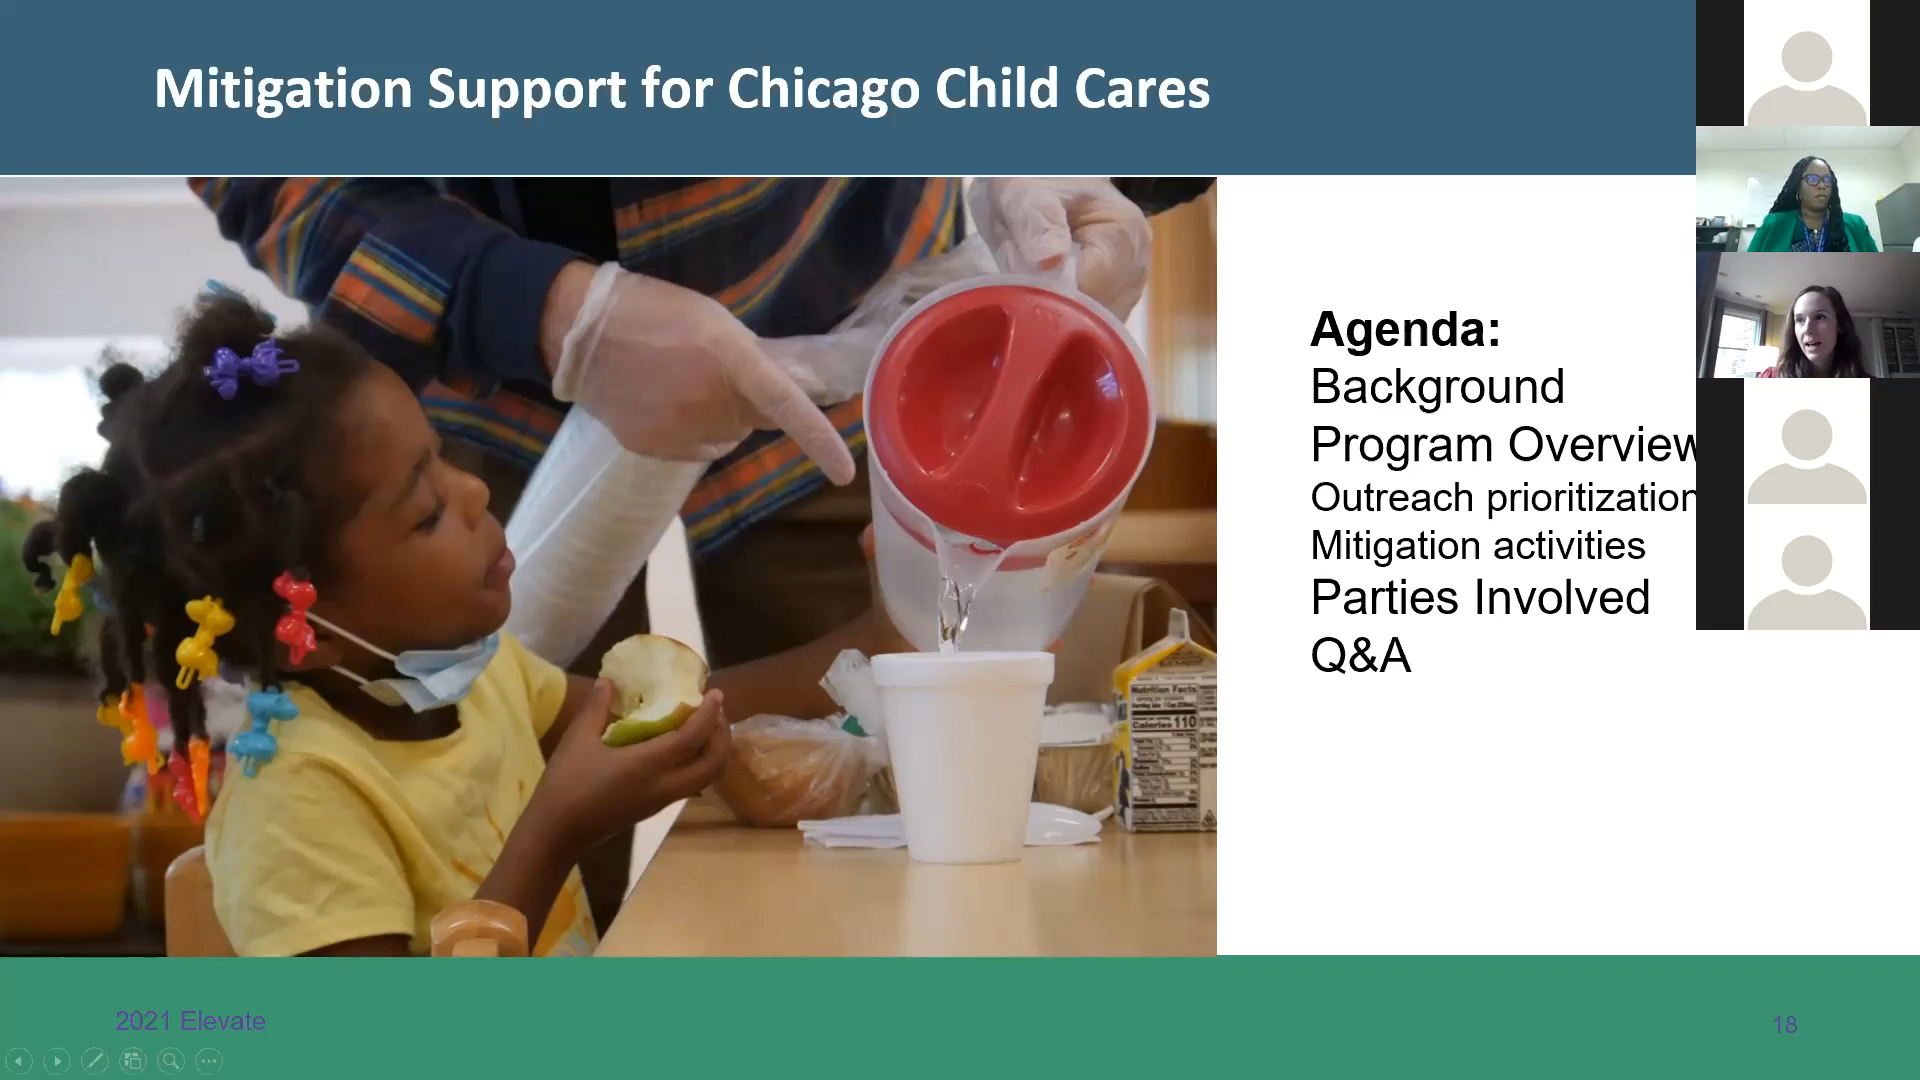 Mitigation Support for Chicago Child Cares
Agenda:
Background
Program Overview
Outreach prioritization
Mitigation activities
Parties Involved
Q&A
Nutrition Facts
Calories 110
2021 Elevate
18